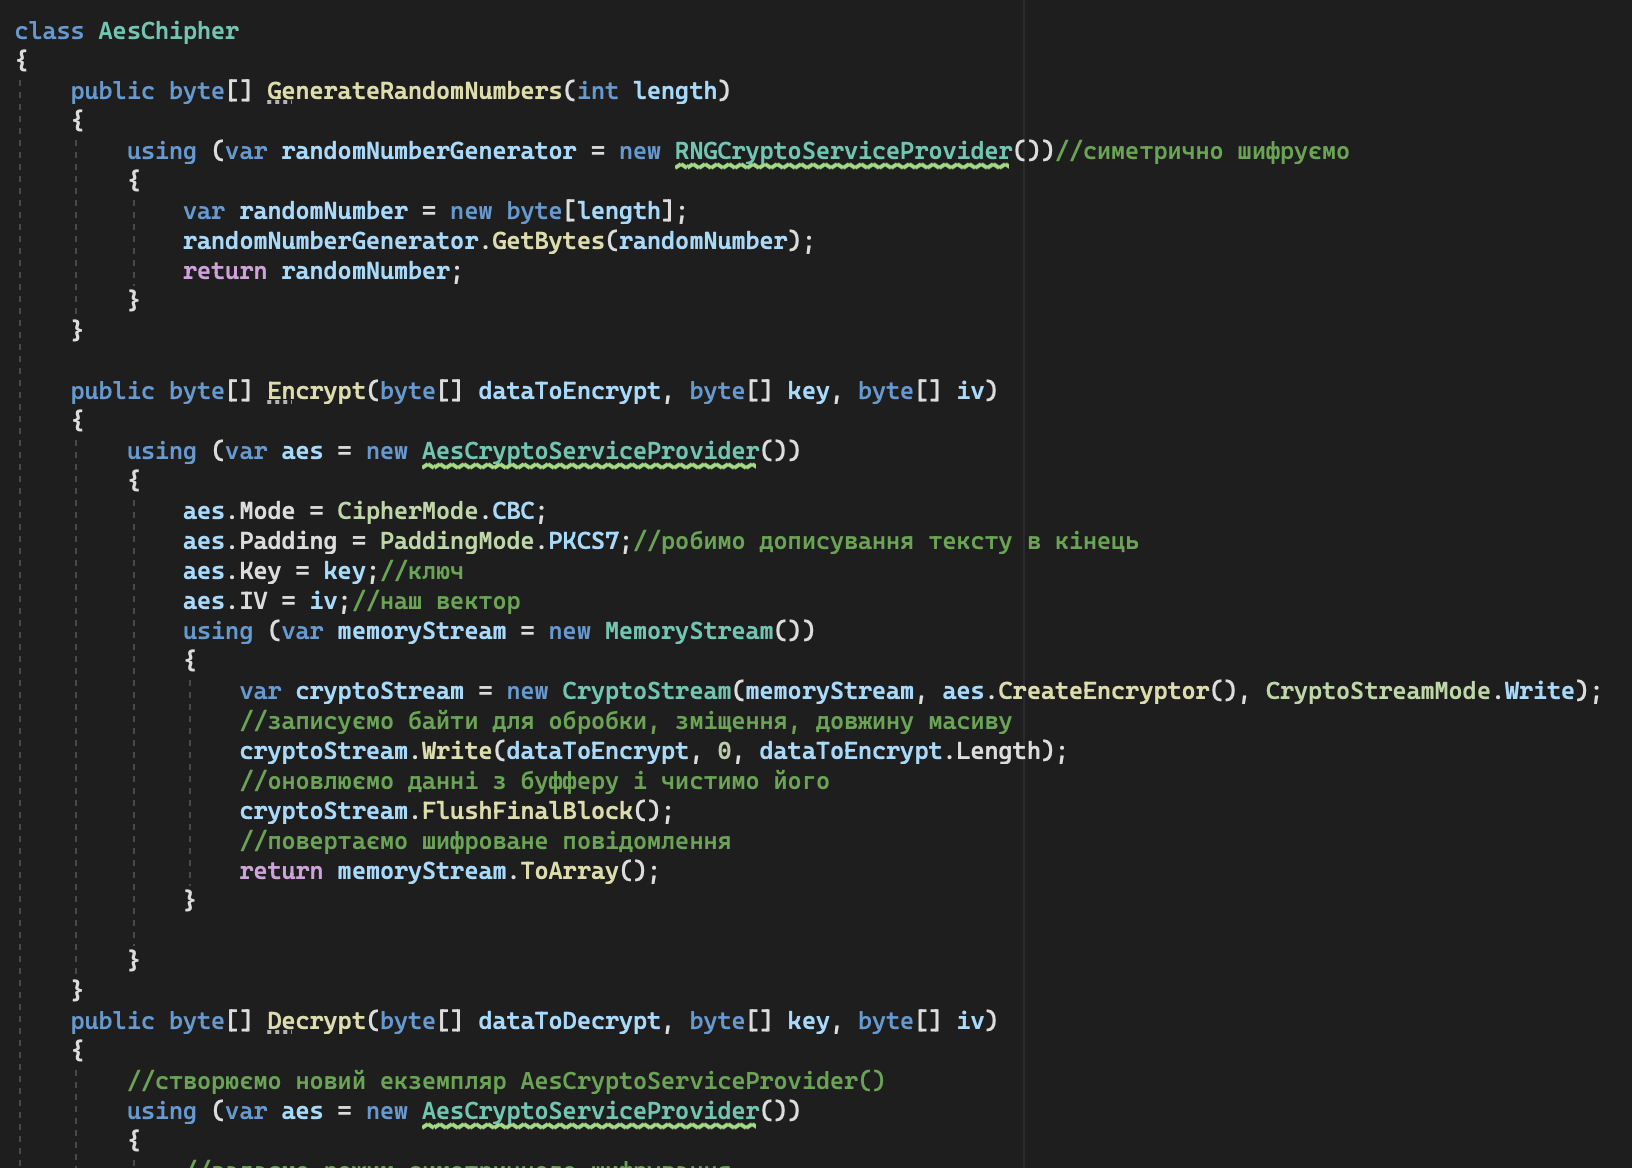 class AesChipher
{
public byte[] GenerateRandomNumbers(int length)
{
using (var randomNumberGenerator = new RNGCryptoServiceProvider())//симетрично шифруємо
{
var randomNumber = new byte[length];
randomNumberGenerator.GetBytes(randomNumber);
return randomNumber;
}
}
public byte[] Encrypt(byte[] dataToEncrypt, byte[] key, byte[] iv)
{
using (var aes = new AesCryptoServiceProvider())
{
aes.Mode = CipherMode.CBC;
aes.Padding = PaddingMode.PKCS7;//робимо дописування тексту в кінець
aes.Key = key;//ключ
aes.IV = iv;//наш вектор
using (var memoryStream = new MemoryStream())
{
var cryptoStream = new CryptoStream(memoryStream, aes.CreateEncryptor(), CryptoStreamMode.Write);
//записуємо байти для обробки, зміщення, довжину масиву
cryptoStream.Write(dataToEncrypt, 0, dataToEncrypt.Length);
//оновлюємо данні з буфферу і чистимо його
cryptoStream.FlushFinalBlock();
//повертаємо шифроване повідомлення
return memoryStream.ToArray();
}
}
}
public byte[] Decrypt(byte[] dataToDecrypt, byte[] key, byte[] iv)
{
//створюємо новий екземпляр AesCryptoServiceProvider()
using (var aes = new AesCryptoServiceProvider())
{